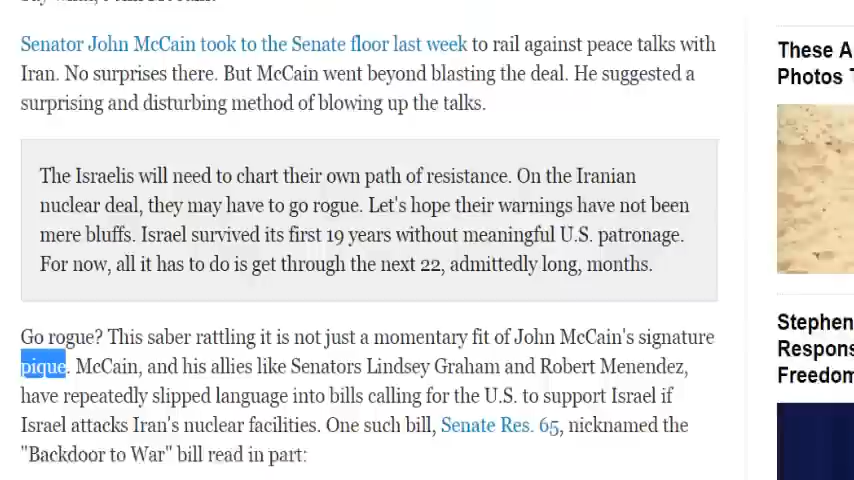 Senator John McCain took to the Senate floor last week to rail against peace talks with
Iran. No surprises there. But McCain went beyond blasting the deal. He suggested a
surprising and disturbing method of blowing up the talks.
The Israelis will need to chart their own path of resistance. On the Iranian
nuclear deal, they may have to go rogue. Let's hope their warnings have not been
mere bluffs. Israel survived its first 19 years without meaningful U.S. patronage.
For now, all it has to do is get through the next 22, admittedly long, months.
Go rogue? This saber rattling it is not just a momentary fit of John McCain's signature
pique. McCain, and his allies like Senators Lindsey Graham and Robert Menendez,
have repeatedly slipped language into bills calling for the U.S. to support Israel if
Israel attacks Iran's nuclear facilities. One such bill, Senate Res. 65, nicknamed the
"Backdoor to War" bill read in part:
These A
Photos T
Stephen
Respons
Freedom